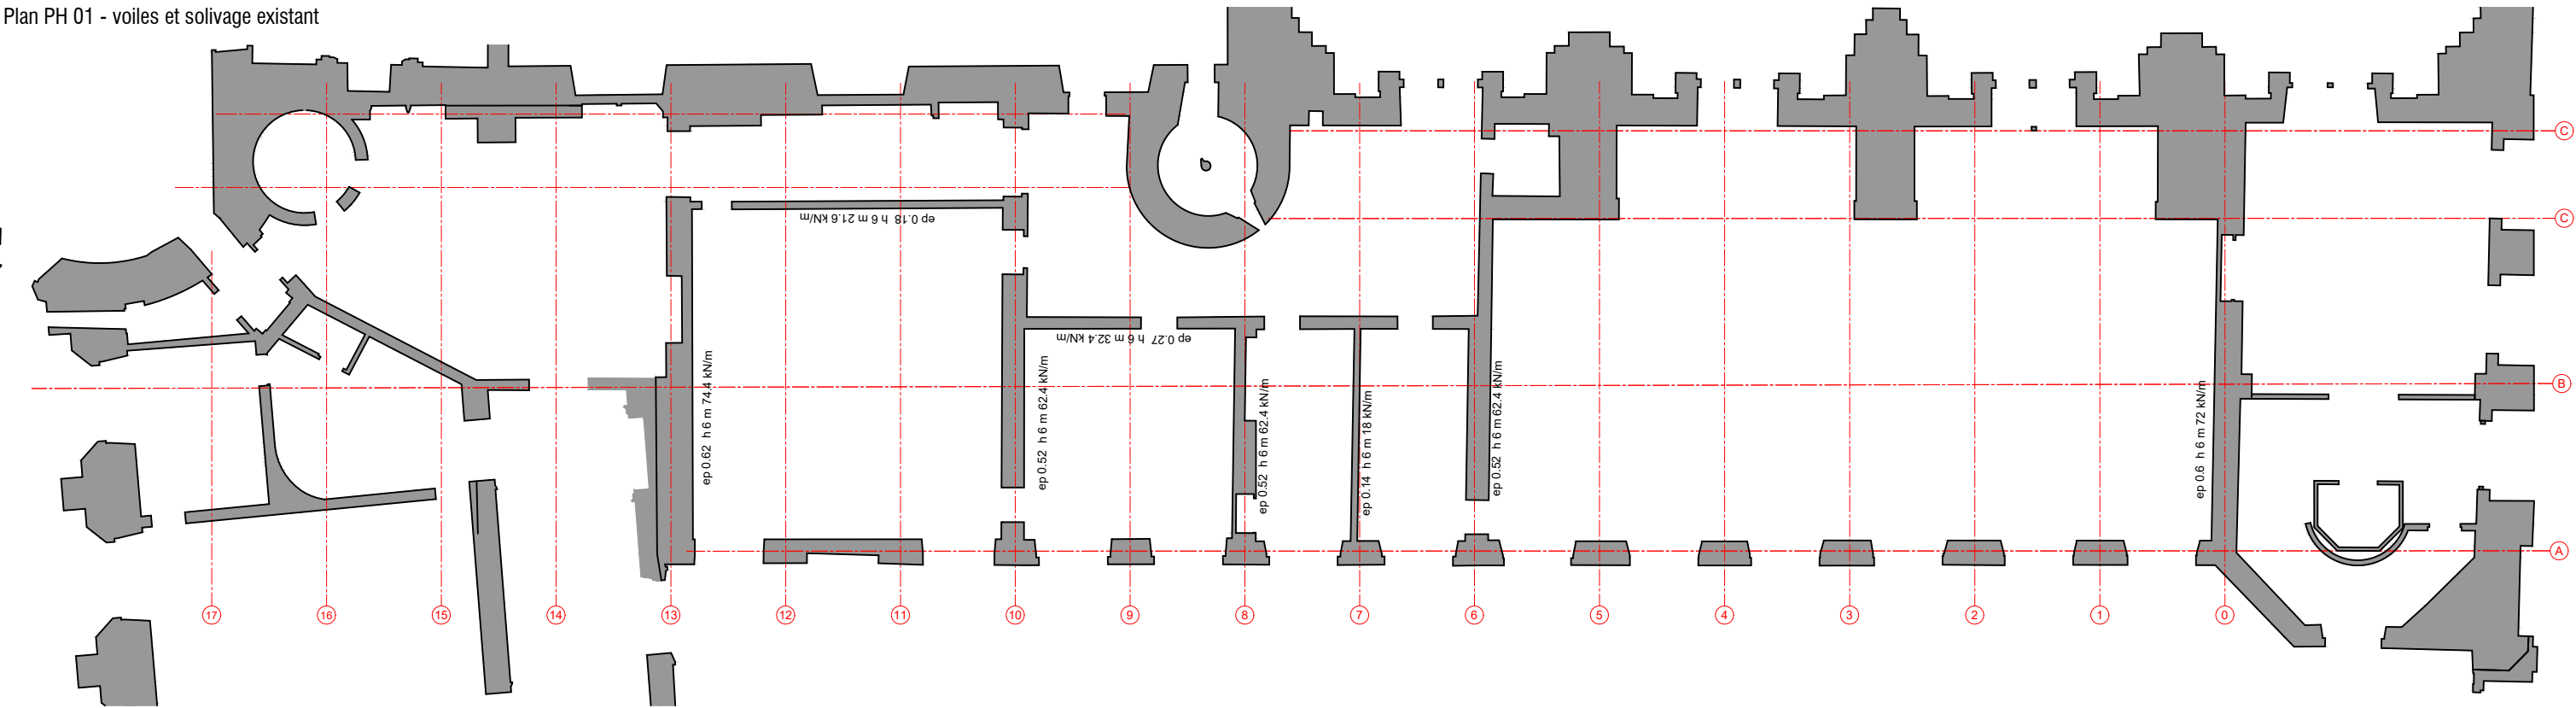 Plan PH 01 - voiles et solivage existant
C
C
ep 0.18 h 6 m 21.6 kN/m
ep 0.27 h 6 m 32.4 kN/m
ep 0.62 h 6 m 74.4 kN/m
ep 0.52 h 6 m 62.4 kN/m
ep 0.52 h 6 m 62.4 kN/m
ep 0.14 h 6 m 18 kN/m
ep 0.52 h 6 m 62.4 kN/m
ep 0.6 h 6 m 72 kN/m
B
A
17 16 15 14 13 12 11 10 9 8 7 6 5 4 3 2 1 0